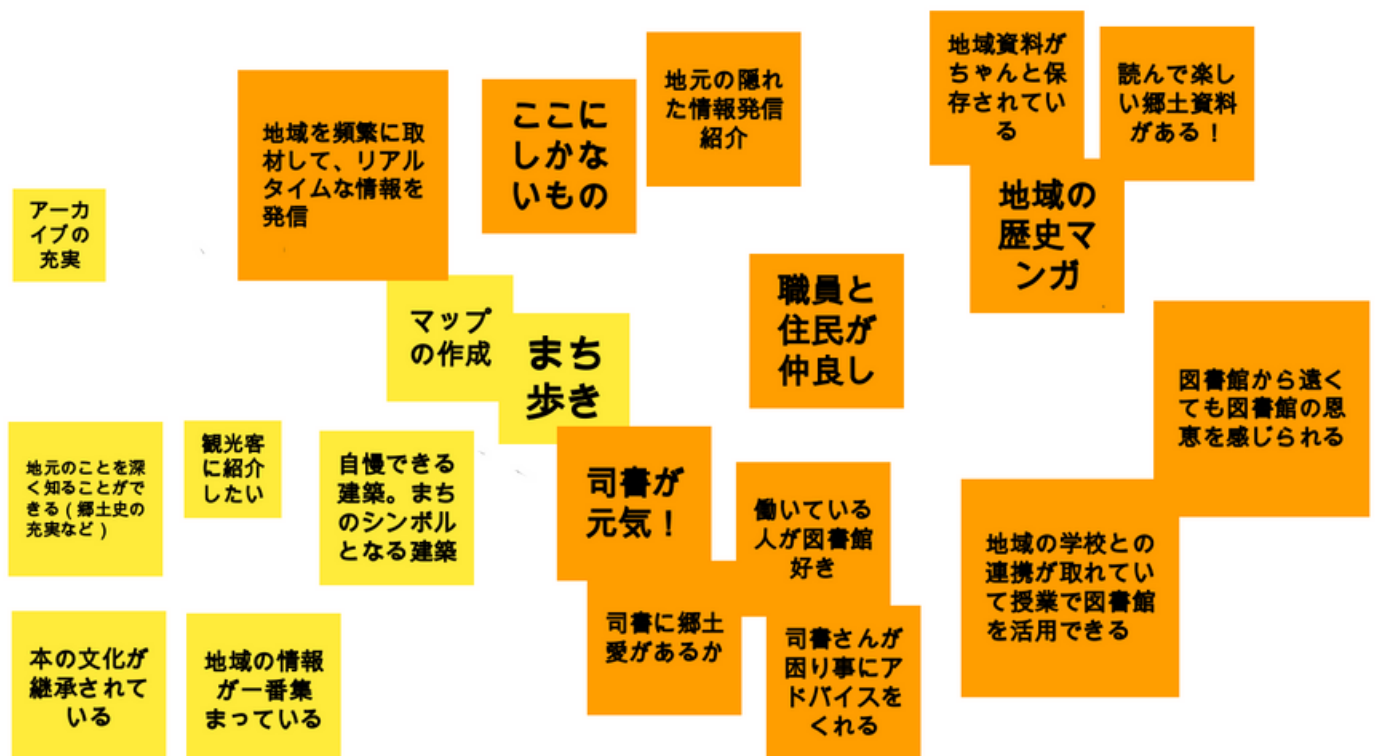 地域を頻繁に取
材して、リアル
タイムな情報を
発信
ここに
しかな
いもの
地元の隠れ
た情報発信
紹介
地域資料が
ちゃんと保
存されてい
る
読んで楽し
い郷土資料
がある！
アーカ
イブの
充実
マップ
の作成
まち
歩き
職員と
住民が
仲良し
地域の
歴史マ
ンガ
図書館から遠く
ても図書館の恩
恵を感じられる
地元のことを深
く知ることがで
きる（郷土史の
充実など）
観光客
に紹介
したい
自慢できる
建築。まち
のシンボル
となる建築
司書が
元気！
働いている
人が図書館
好き
地域の学校との
連携が取れてい
て授業で図書館
を活用できる
本の文化が
継承されて
いる
地域の情報
が一番集
まっている
司書に郷土
愛があるか
司書さんが
困り事にア
ドバイスを
くれる